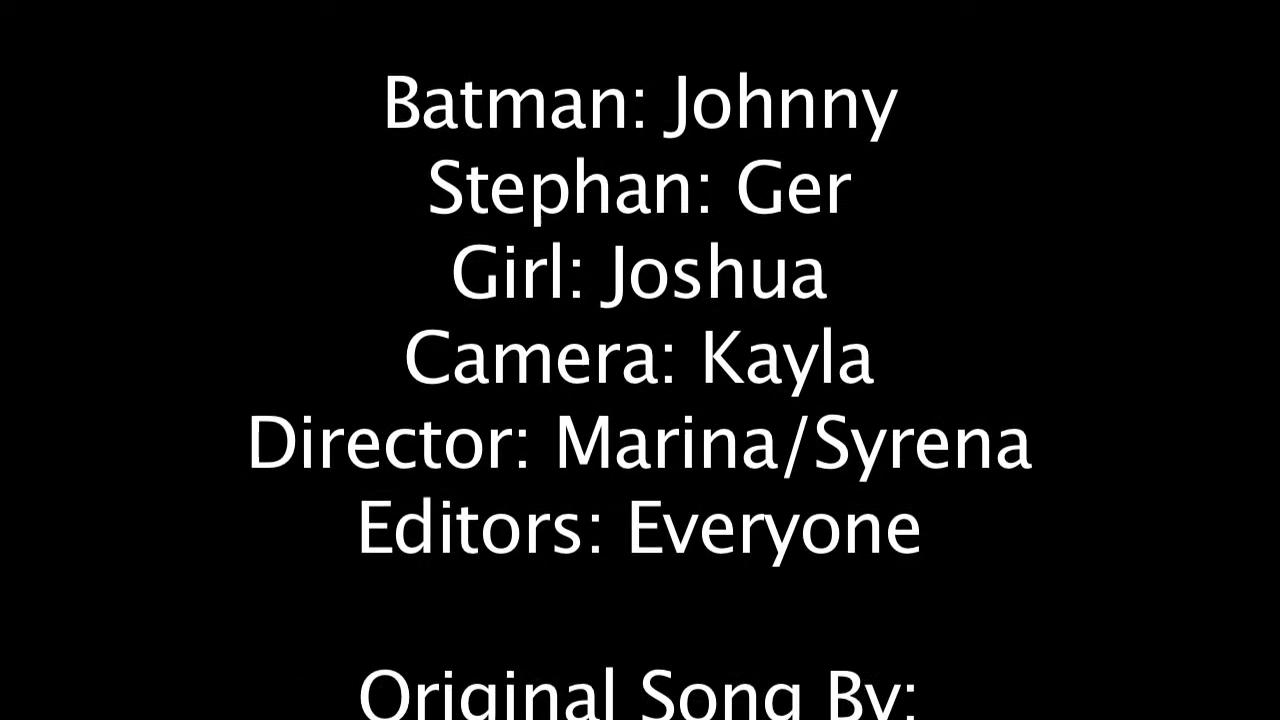 Batman: Johnny
Stephan: Ger
Girl: Joshua
Camera: Kayla
Director: Marina/Syrena
Editors: Everyone
Original Song By: